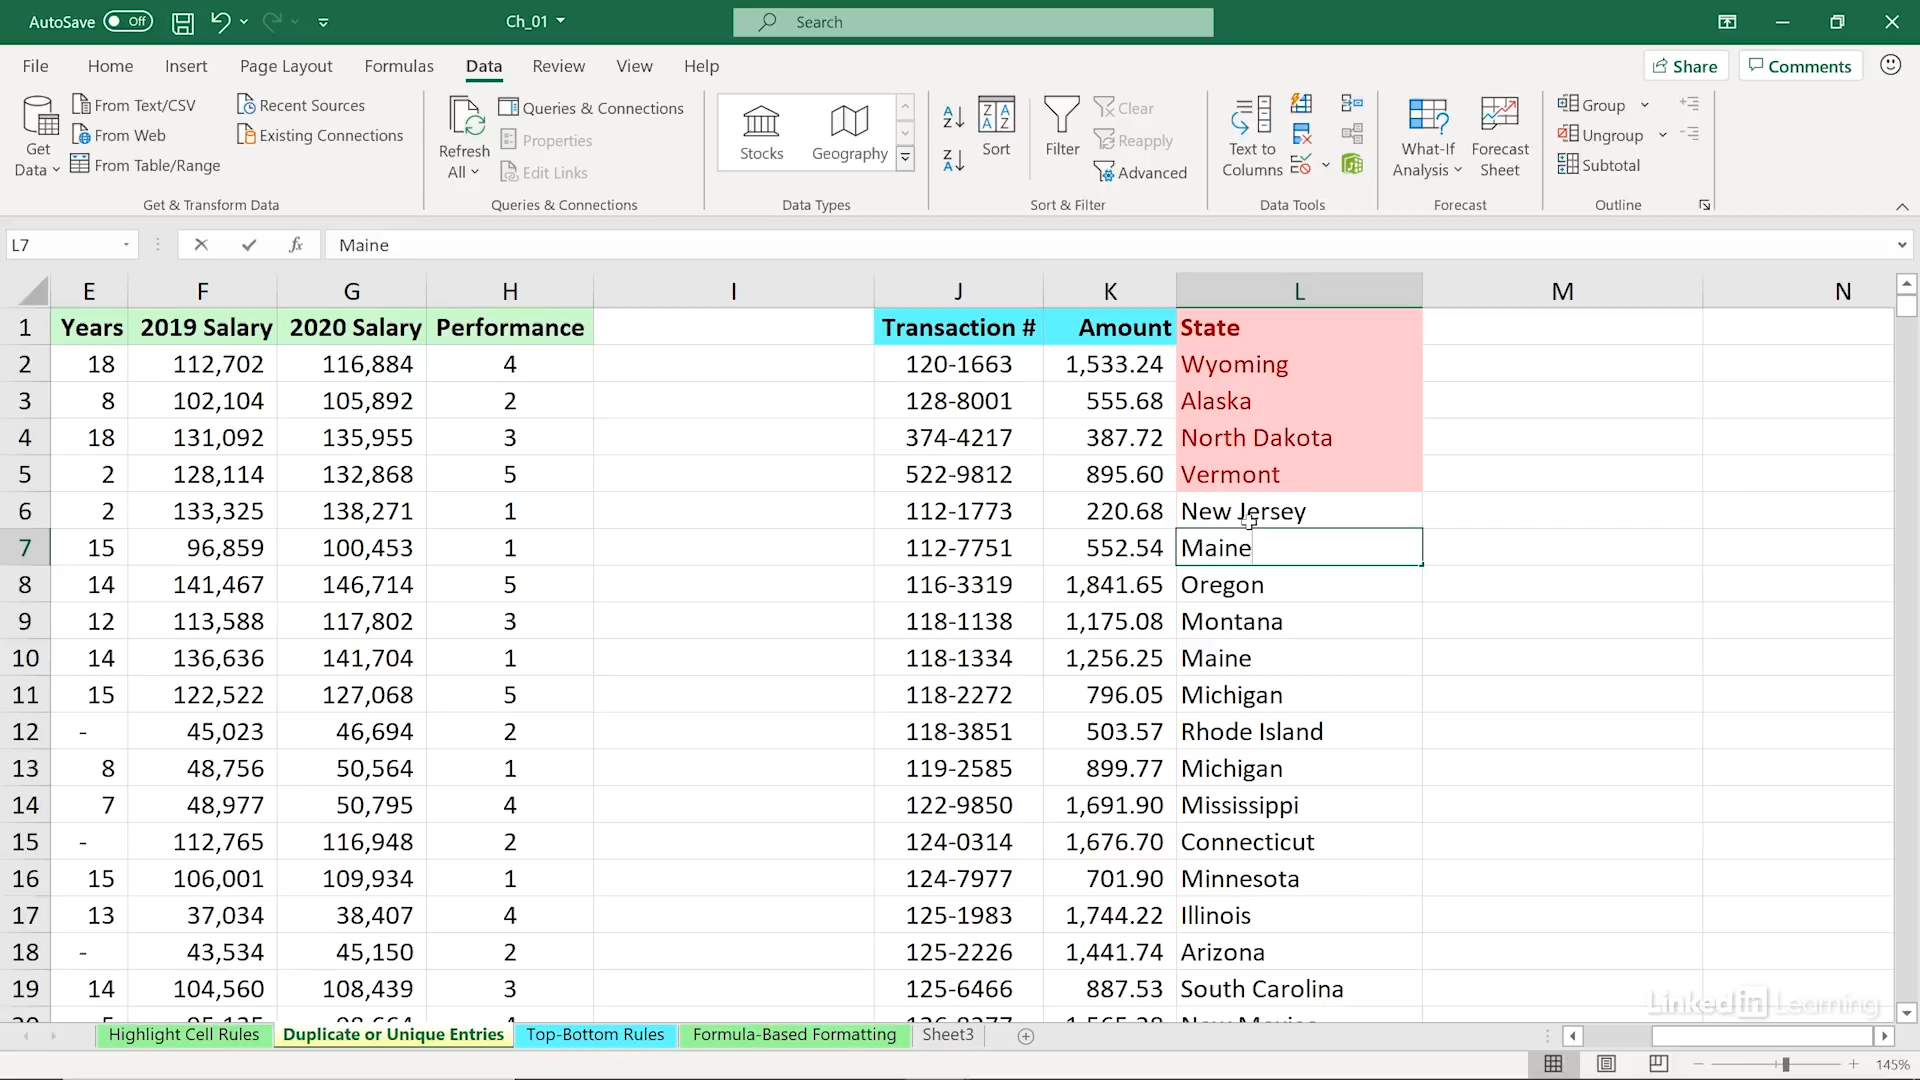 AutoSave Off Ch_01 Search
File Home Insert Page Layout Formulas Data Review View Help Share Comments
Get Data
From Text/CSV
From Web
From Table/Range
Recent Sources
Existing Connections
Get & Transform Data
Refresh All
Queries & Connections
Properties
Edit Links
Queries & Connections
Stocks Geography
Data Types
Sort Filter
Clear
Reapply
Advanced
Sort & Filter
Text to Columns
Data Tools
What-If Analysis
Forecast Sheet
Forecast
Group
Ungroup
Subtotal
Outline
L7 fx Maine
E F G H I J K L M N
1 Years 2019 Salary 2020 Salary Performance Transaction # Amount State
2 18 112,702 116,884 4 120-1663 1,533.24 Wyoming
3 8 102,104 105,892 2 128-8001 555.68 Alaska
4 18 131,092 135,955 3 374-4217 387.72 North Dakota
5 2 128,114 132,868 5 522-9812 895.60 Vermont
6 2 133,325 138,271 1 112-1773 220.68 New Jersey
7 15 96,859 100,453 1 112-7751 552.54 Maine
8 14 141,467 146,714 5 116-3319 1,841.65 Oregon
9 12 113,588 117,802 3 118-1138 1,175.08 Montana
10 14 136,636 141,704 1 118-1334 1,256.25 Maine
11 15 122,522 127,068 5 118-2272 796.05 Michigan
12 - 45,023 46,694 2 118-3851 503.57 Rhode Island
13 8 48,756 50,564 1 119-2585 899.77 Michigan
14 7 48,977 50,795 4 122-9850 1,691.90 Mississippi
15 - 112,765 116,948 2 124-0314 1,676.70 Connecticut
16 15 106,001 109,934 1 124-7977 701.90 Minnesota
17 13 37,034 38,407 4 125-1983 1,744.22 Illinois
18 - 43,534 45,150 2 125-2226 1,441.74 Arizona
19 14 104,560 108,439 3 125-6466 887.53 South Carolina
Linked in Learning
Highlight Cell Rules Duplicate or Unique Entries Top-Bottom Rules Formula-Based Formatting Sheet3
145%